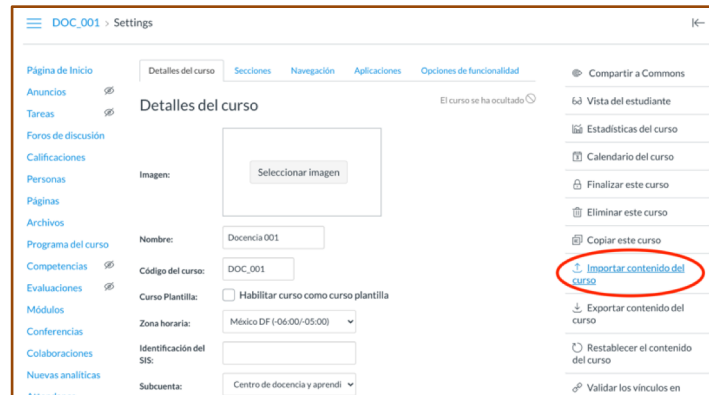 DOC_001 > Settings
Página de Inicio
Anuncios
Tareas
Foros de discusión
Calificaciones
Personas
Páginas
Archivos
Programa del curso
Competencias
Evaluaciones
Módulos
Conferencias
Colaboraciones
Nuevas analíticas
Detalles del curso
Secciones
Navegación
Aplicaciones
Opciones de funcionalidad
Detalles del curso
El curso se ha ocultado
Imagen:
Seleccionar imagen
Nombre:
Docencia 001
Código del curso:
DOC_001
Curso Plantilla:
Habilitar curso como curso plantilla
Zona horaria:
México DF (-06:00/-05:00)
Identificación del
SIS:
Subcuenta:
Centro de docencia y aprendi
Compartir a Commons
Vista del estudiante
Estadísticas del curso
Calendario del curso
Finalizar este curso
Eliminar este curso
Copiar este curso
Importar contenido del
curso
Exportar contenido del
curso
Restablecer el contenido
del curso
Validar los vínculos en